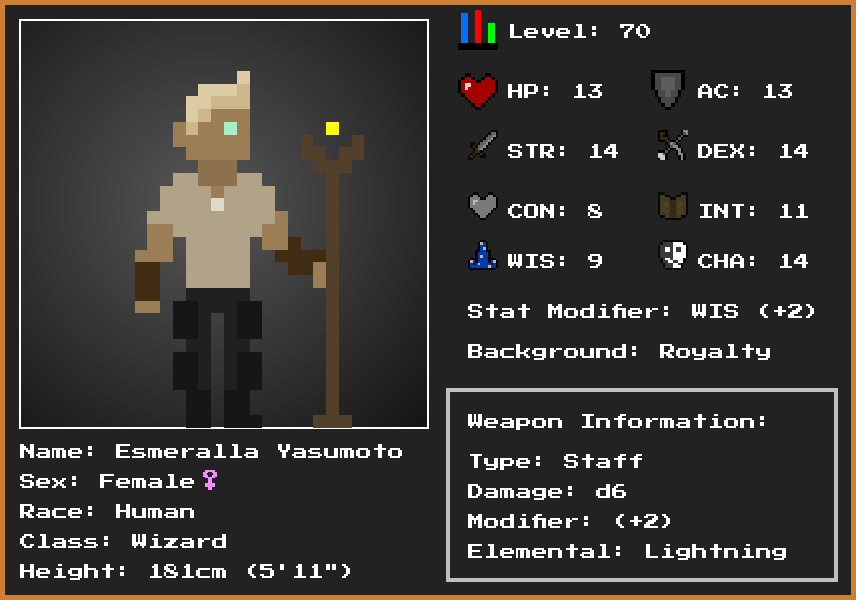 Level: 70
HP: 13
AC: 13
STR: 14
DEX: 14
CON: 8
INT: 11
WIS: 9
CHA: 14
Stat Modifier: WIS (+2)
Background: Royalty
Weapon Information:
Type: Staff
Damage: d6
Modifier: (+2)
Elemental: Lightning
Name: Esmeralla Yasumoto
Sex: Female♀
Race: Human
Class: Wizard
Height: 181cm (5'11")